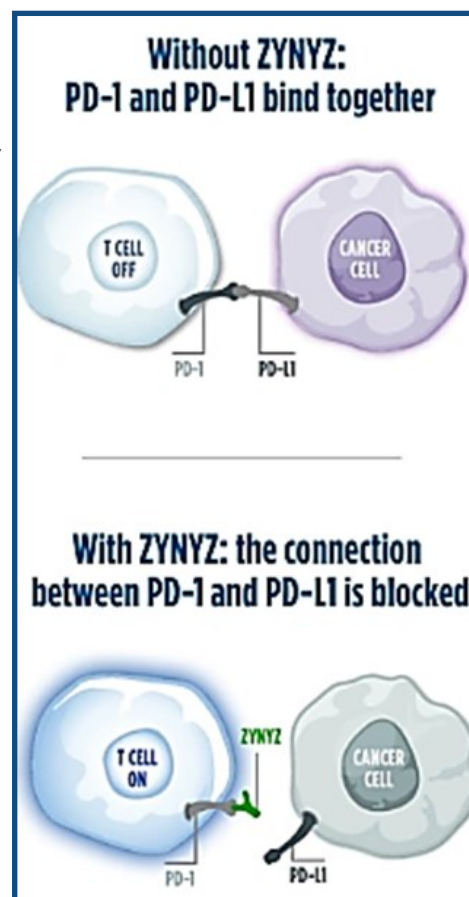 Without ZYNYZ:
PD-1 and PD-L1 bind together
T CELL
OFF
CANCER
CELL
PD-1
PD-L1
With ZYNYZ: the connection
between PD-1 and PD-L1 is blocked
T CELL
ON
ZYNYZ
CANCER
CELL
PD-1
PD-L1